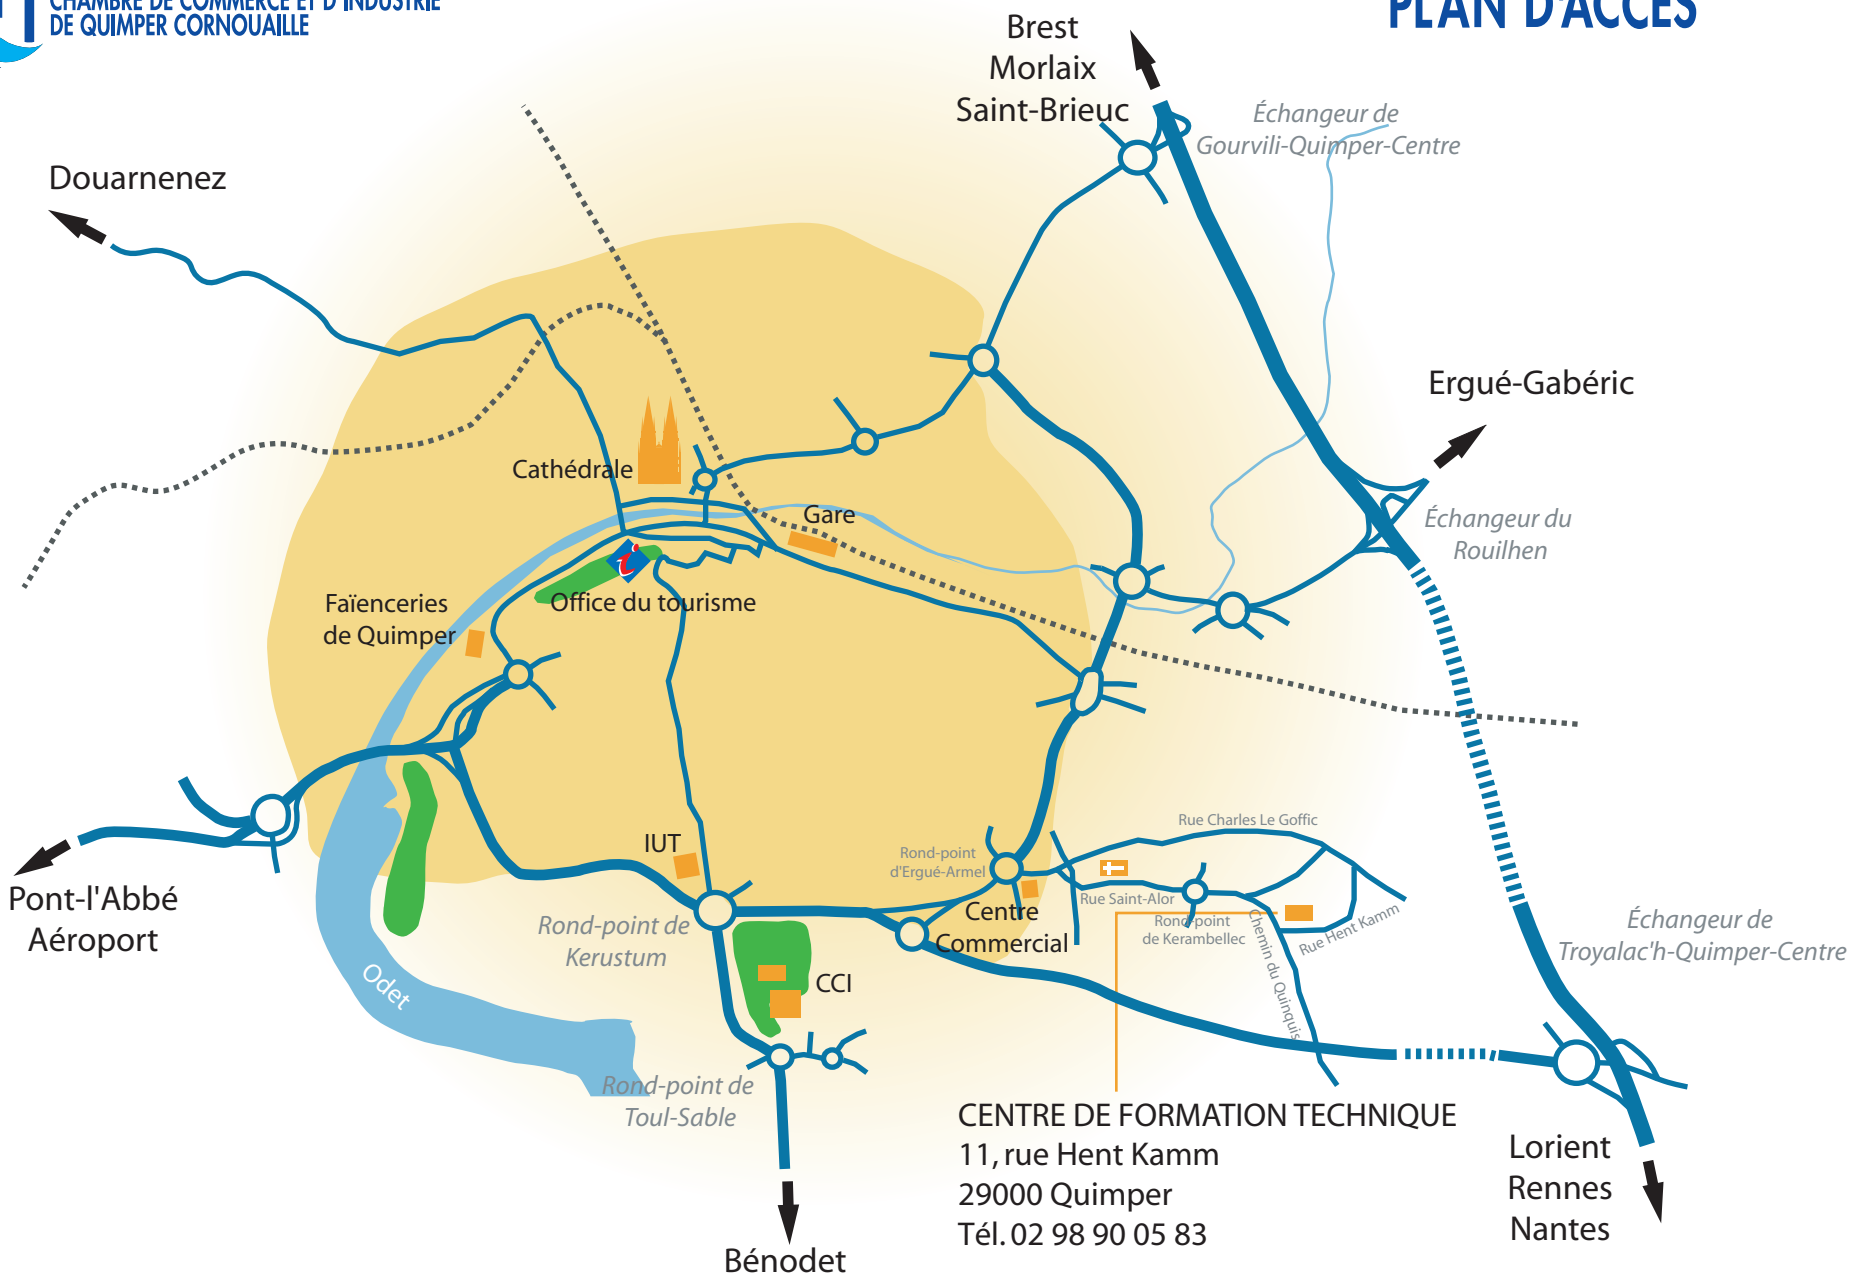 CHAMBRE DE COMMERCE ET D'INDUSTRIE
DE QUIMPER CORNOUAILLE
PLAN D'ACCÈS
Brest
Morlaix
Saint-Brieuc
Échangeur de
Gourvili-Quimper-Centre
Douarnenez
Ergué-Gabéric
Cathédrale
Gare
Échangeur du
Rouilhen
Office du tourisme
Faïenceries
de Quimper
IUT
Rue Charles Le Goffic
Rond-point
d'Ergué-Armel
Rue Saint-Alor
Centre
Commercial
Rond-point
de Kerambellec
Chemin du Quinquis
Rue Hent Kamm
Pont-l'Abbé
Aéroport
Rond-point de
Kerustum
Échangeur de
Troyalac'h-Quimper-Centre
Odet
CCI
Rond-point de
Toul-Sable
CENTRE DE FORMATION TECHNIQUE
11, rue Hent Kamm
29000 Quimper
Tél. 02 98 90 05 83
Lorient
Rennes
Nantes
Bénodet